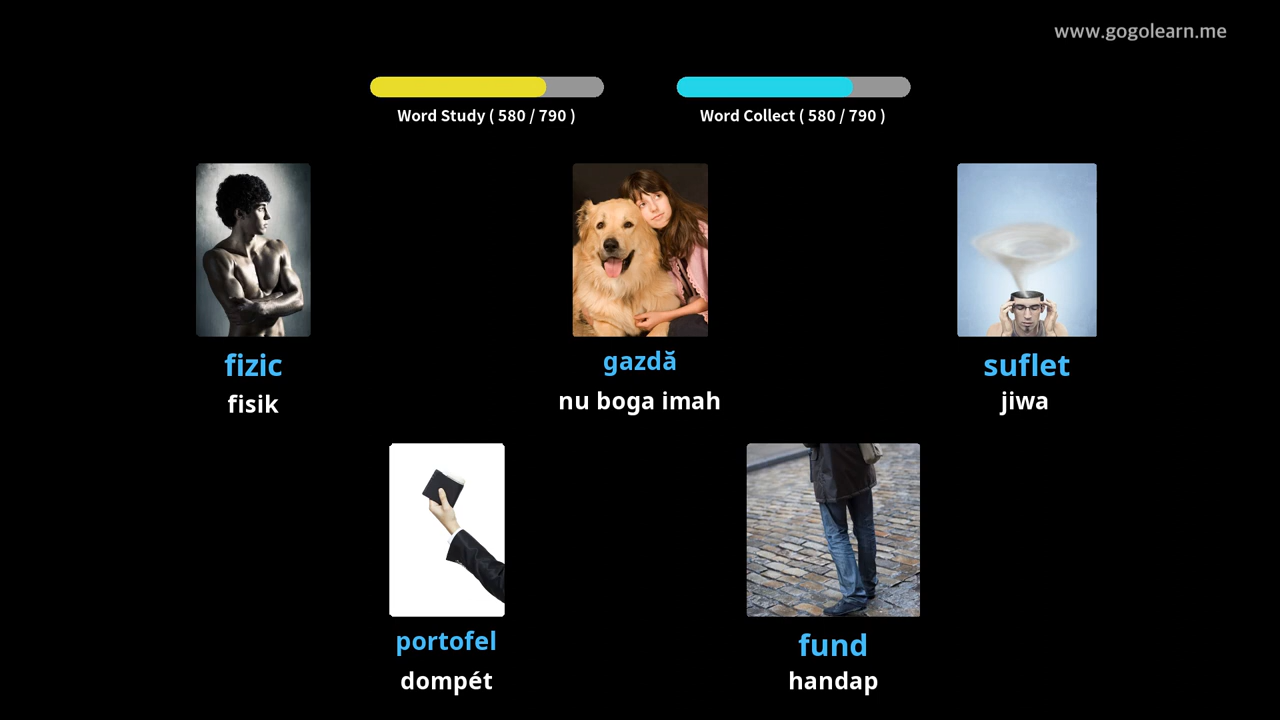 www.gogolearn.me
Word Study ( 580 / 790 )
Word Collect ( 580 / 790 )
fizic
fisik
gazdă
nu boga imah
suflet
jiwa
portofel
dompét
fund
handap